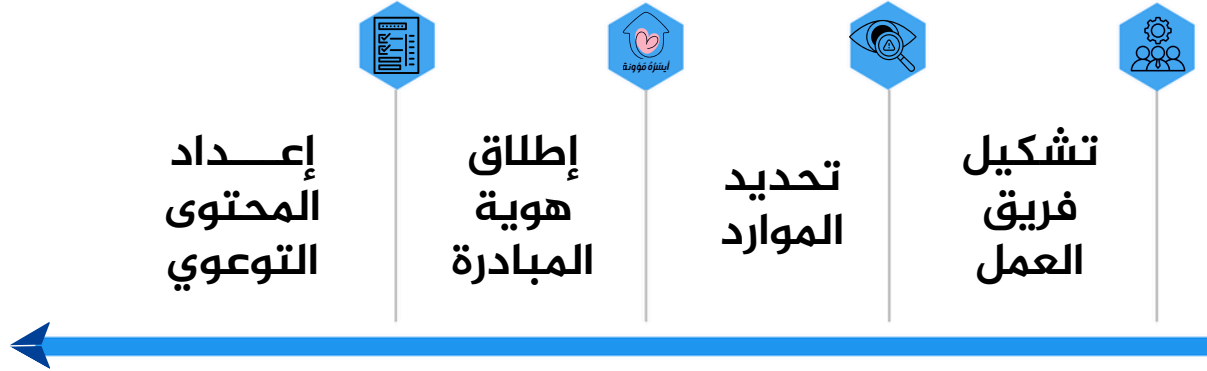 تشكيل
فريق
العمل
تحديد
الموارد
إطلاق
هوية
المبادرة
إعـــداد
المحتوى
التوعوي